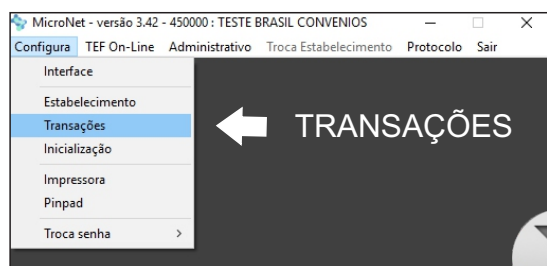 MicroNet - versão 3.42 - 450000 : TESTE BRASIL CONVENIOS
Configura TEF On-Line Administrativo Troca Estabelecimento Protocolo Sair
Interface
Estabelecimento
Transações
TRANSAÇÕES
Inicialização
Impressora
Pinpad
Troca senha